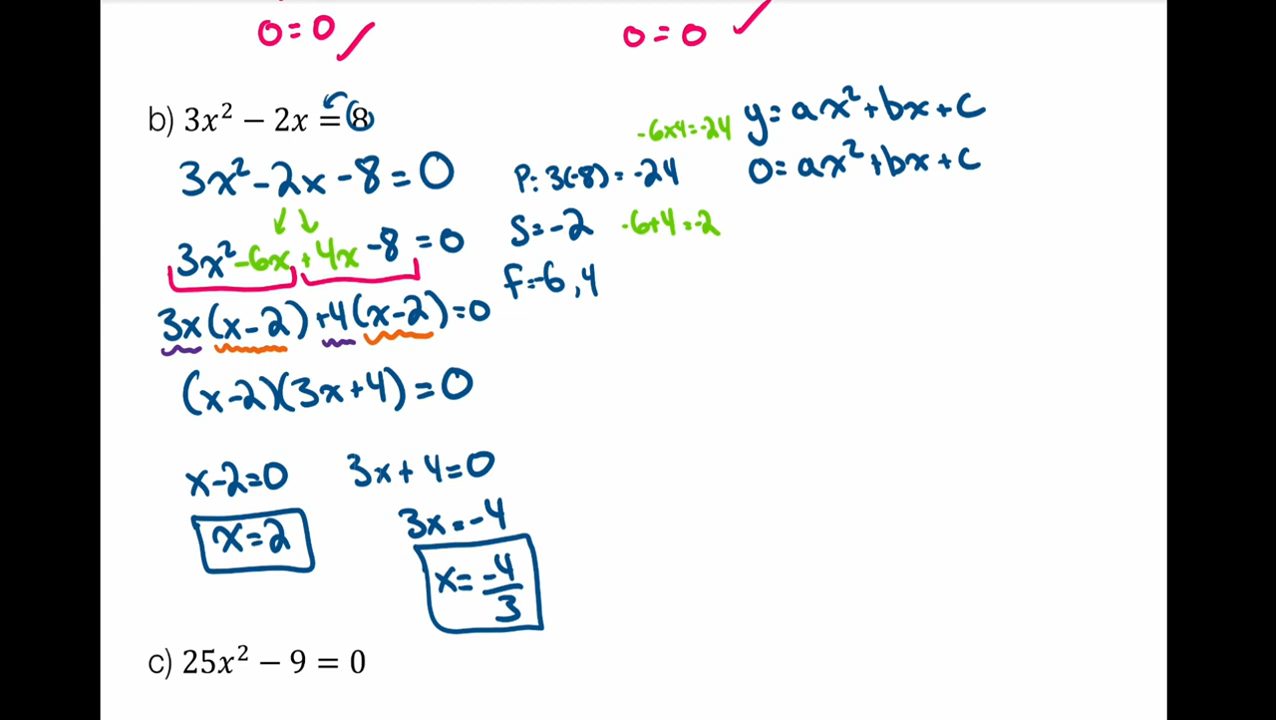 0=0 ✓
0=0 ✓
b) 3x² − 2x = 8
3x²-2x-8=0
3x²-6x+4x-8=0
3x(x-2)+4(x-2)=0
(x-2)(3x+4)=0
x-2=0
x=2
3x+4=0
3x=-4
x=-4/3
P: 3(-8)=-24
-6x4=-24
S=-2
-6+4=-2
F=-6,4
y=ax²+bx+c
0=ax²+bx+c
c) 25x² − 9 = 0